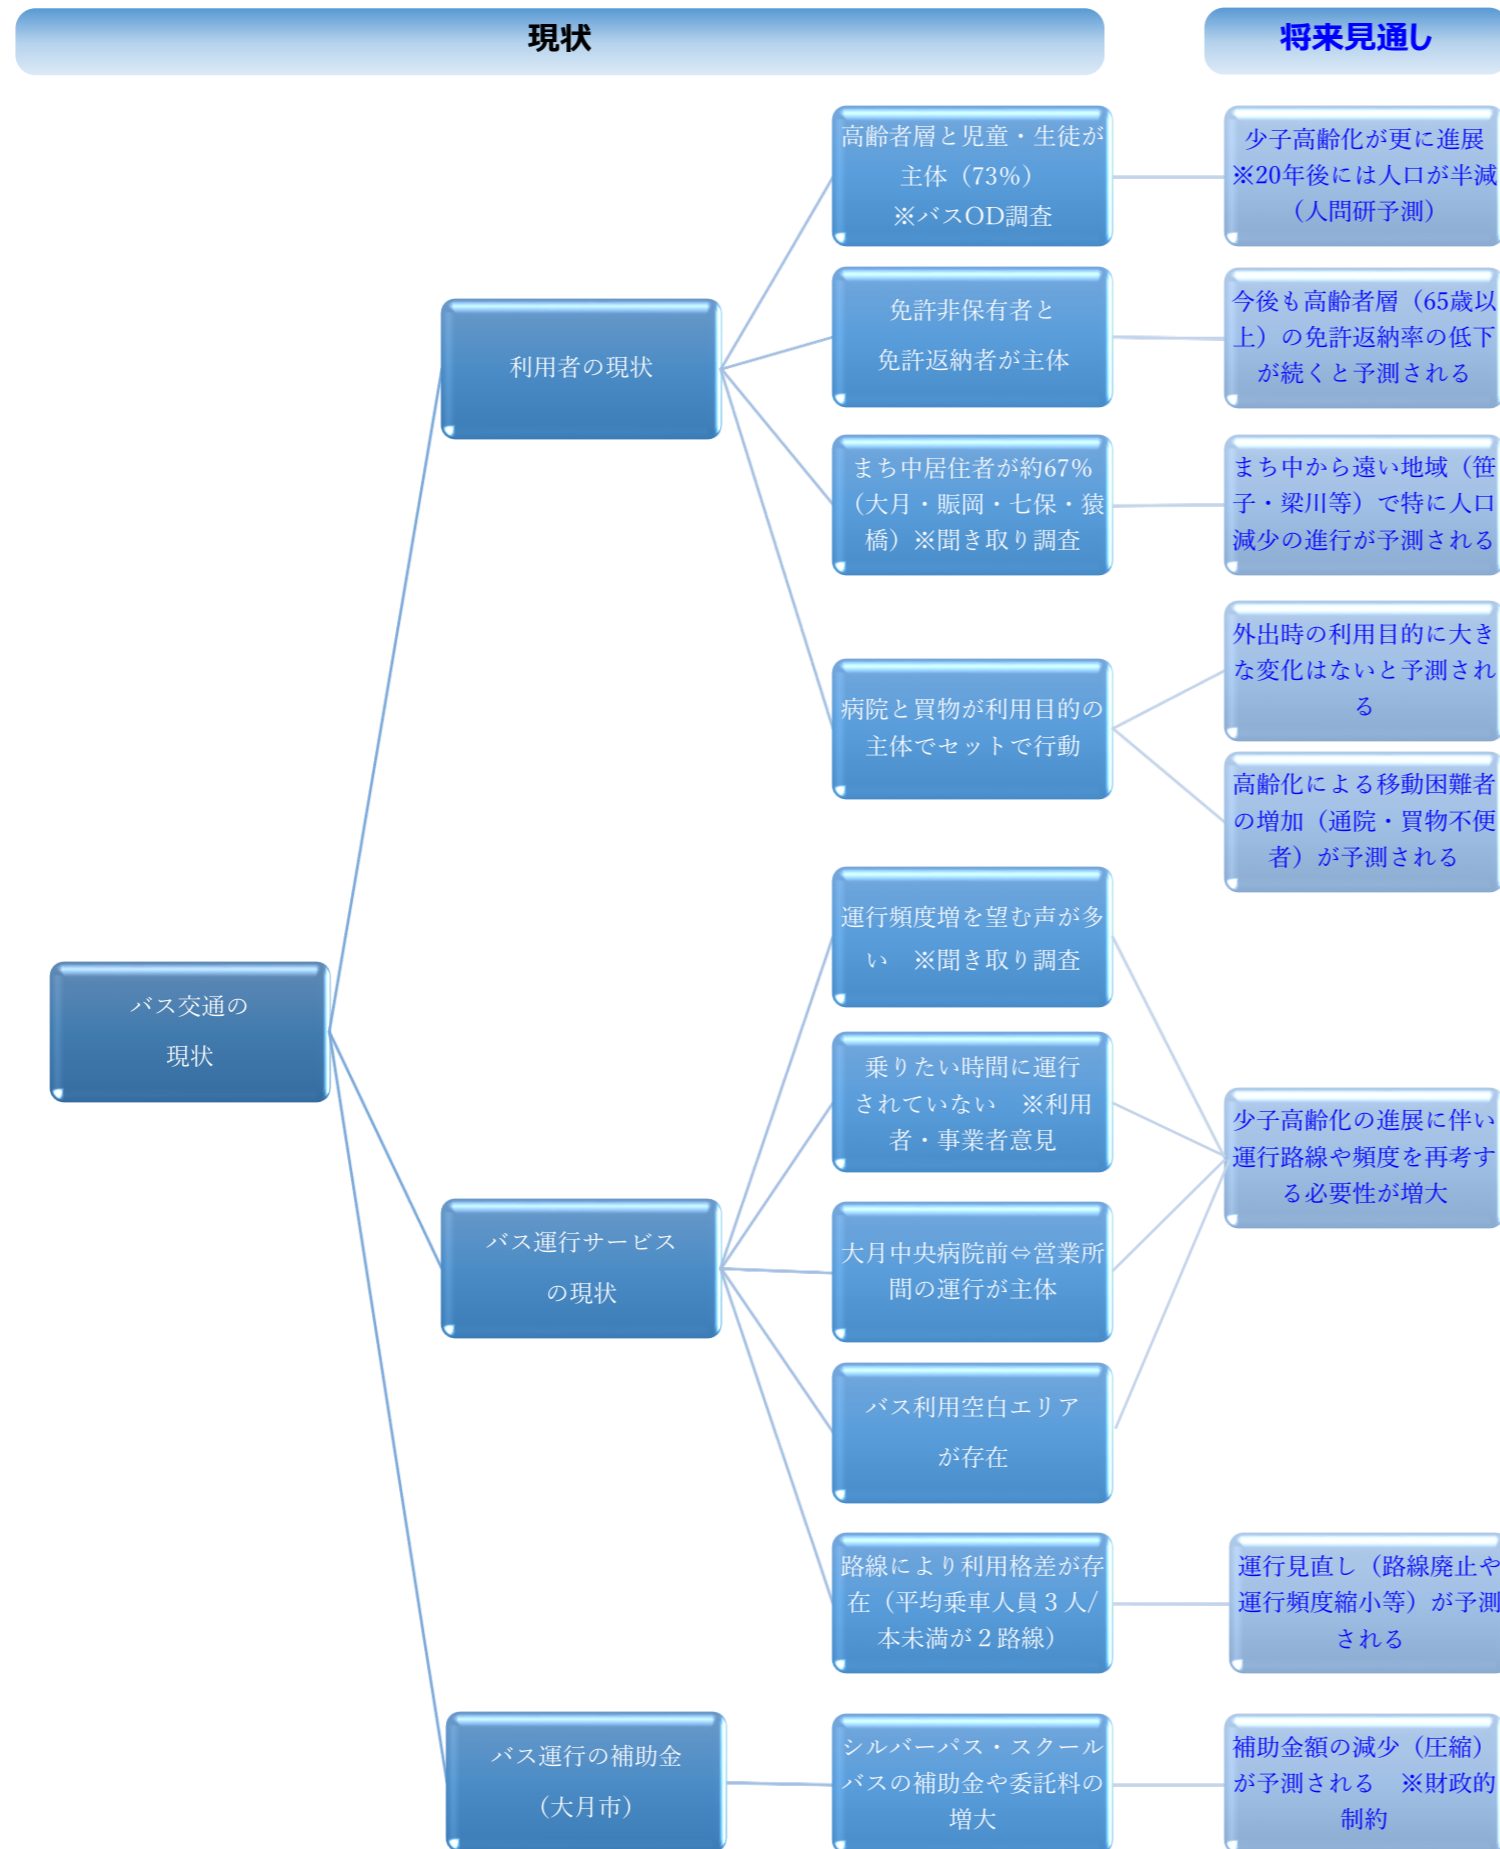 現状
将来見通し
バス交通の
現状
利用者の現状
高齢者層と児童・生徒が
主体（73%）
※バスOD調査
少子高齢化が更に進展
※20年後には人口が半減
（人問研予測）
免許非保有者と
免許返納者が主体
今後も高齢者層（65歳以
上）の免許返納率の低下
が続くと予測される
まち中居住者が約67%
（大月・賑岡・七保・猿
橋）※聞き取り調査
まち中から遠い地域（笹
子・梁川等）で特に人口
減少の進行が予測される
病院と買物が利用目的の
主体でセットで行動
外出時の利用目的に大き
な変化はないと予測され
る
高齢化による移動困難者
の増加（通院・買物不便
者）が予測される
バス運行サービス
の現状
運行頻度増を望む声が多
い　※聞き取り調査
乗りたい時間に運行
されていない　※利用
者・事業者意見
大月中央病院前⇔営業所
間の運行が主体
バス利用空白エリア
が存在
少子高齢化の進展に伴い
運行路線や頻度を再考す
る必要性が増大
路線により利用格差が存
在（平均乗車人員３人/
本未満が２路線）
運行見直し（路線廃止や
運行頻度縮小等）が予測
される
バス運行の補助金
（大月市）
シルバーパス・スクール
バスの補助金や委託料の
増大
補助金額の減少（圧縮）
が予測される　※財政的
制約